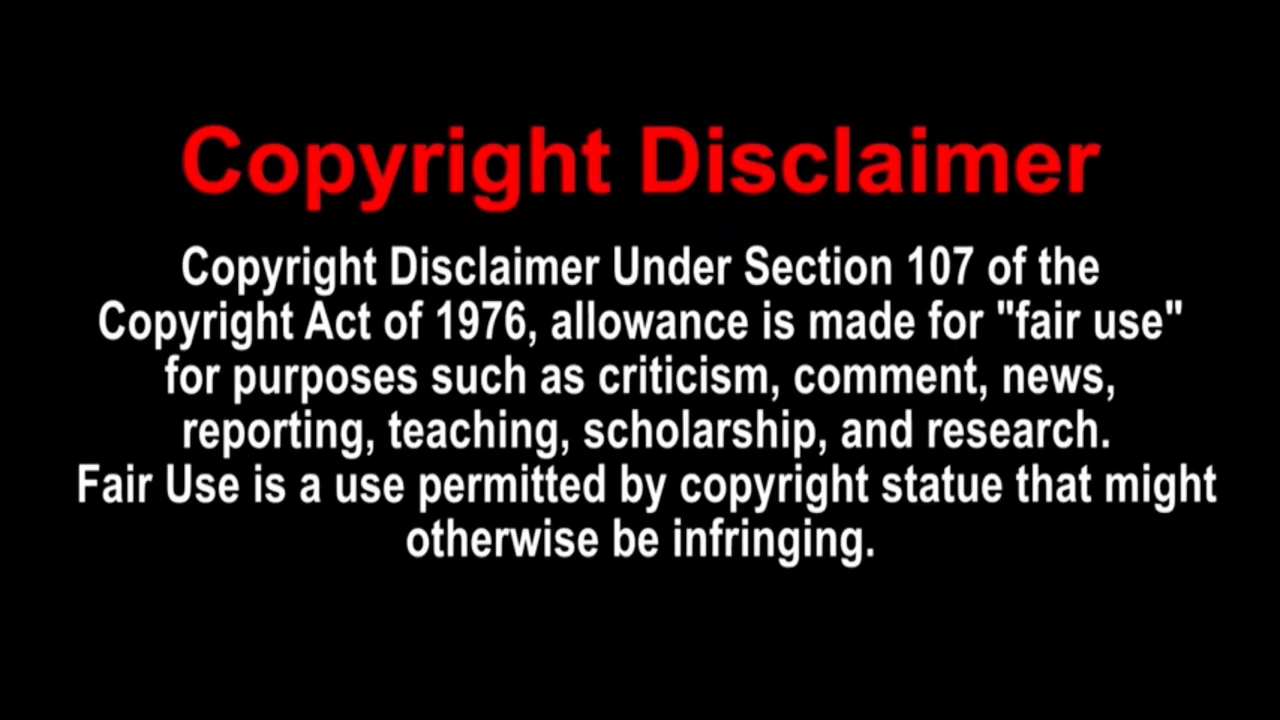 Copyright Disclaimer
Copyright Disclaimer Under Section 107 of the
Copyright Act of 1976, allowance is made for "fair use"
for purposes such as criticism, comment, news,
reporting, teaching, scholarship, and research.
Fair Use is a use permitted by copyright statue that might
otherwise be infringing.